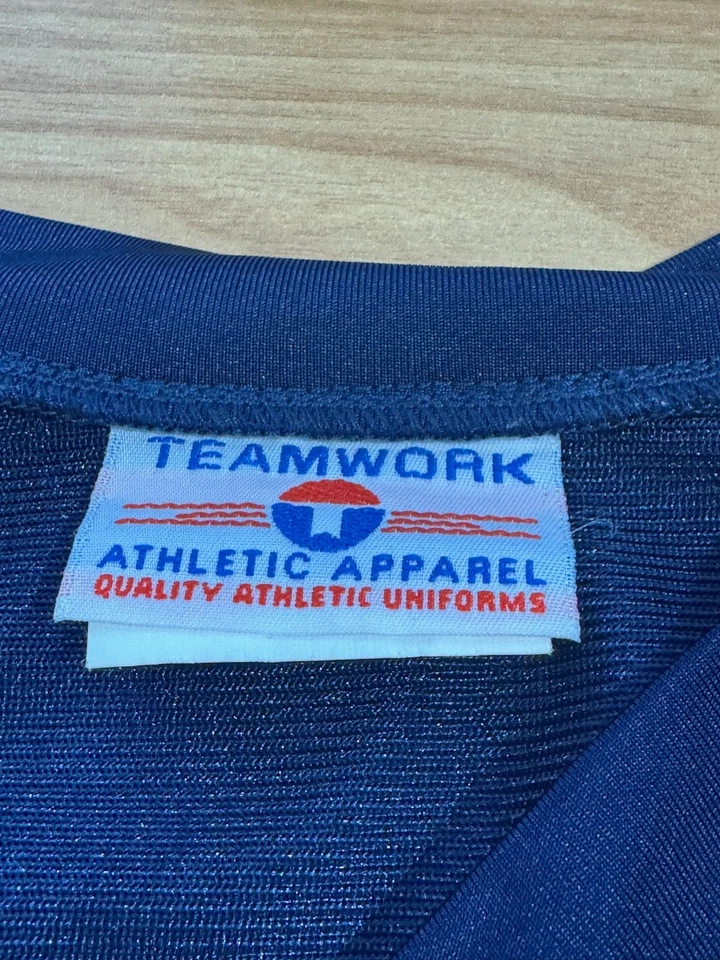 TEAMWORK
T
ATHLETIC APPAREL
QUALITY ATHLETIC UNIFORMS